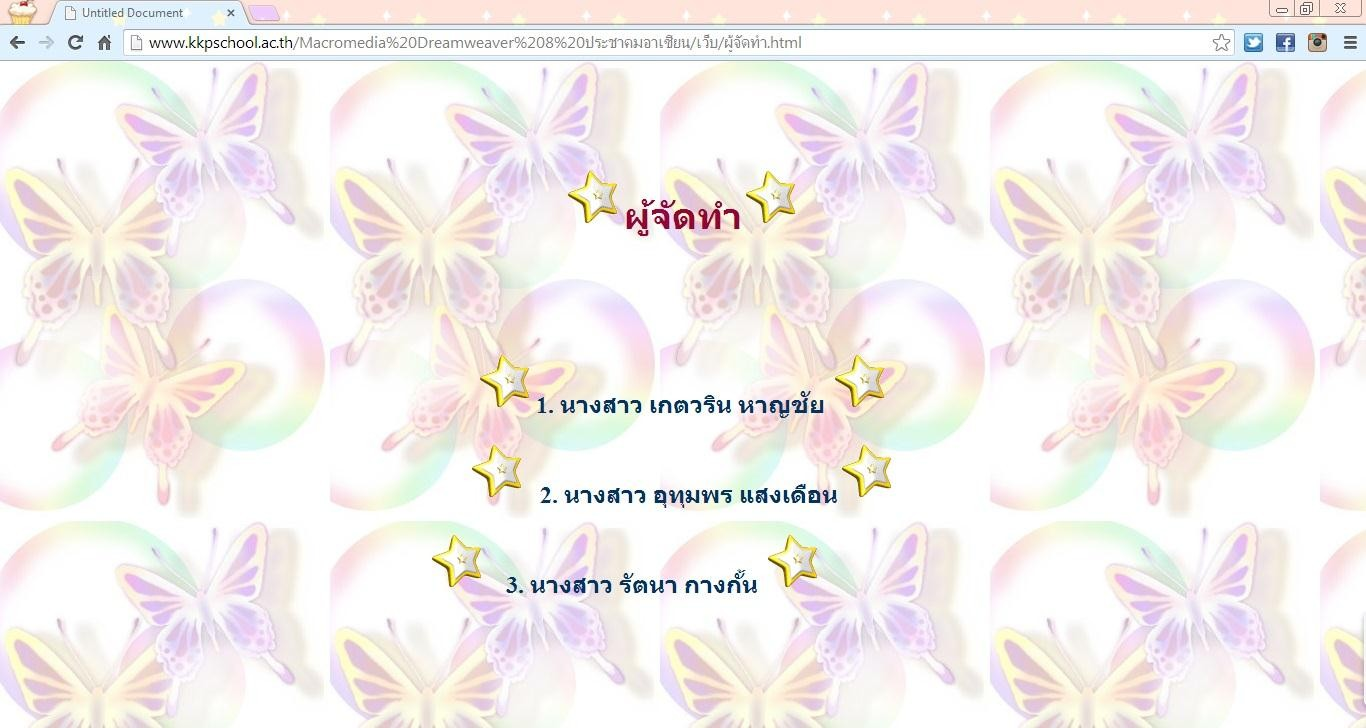 Untitled Document
www.kkpschool.ac.th/Macromedia%20Dreamweaver%208%20ประชาคมอาเซียน/เว็บ/ผู้จัดทำ.html
ผู้จัดทำ
1. นางสาว เกตวริน หาญชัย
2. นางสาว อุทุมพร แสงเดือน
3. นางสาว รัตนา กางกั้น